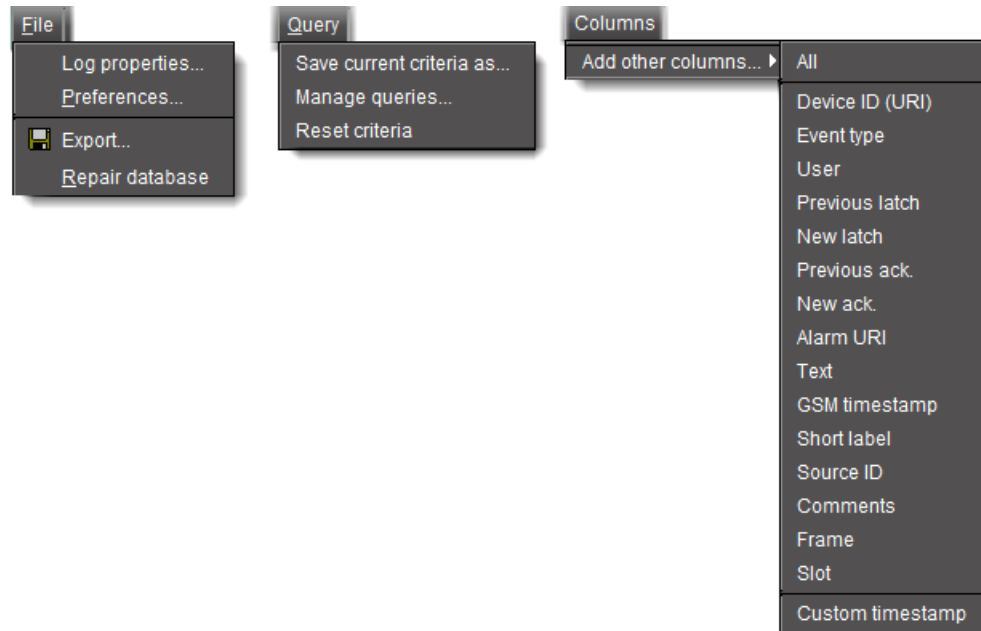 File
Log properties...
Preferences...
Export...
Repair database
Query
Save current criteria as...
Manage queries...
Reset criteria
Columns
Add other columns...
All
Device ID (URI)
Event type
User
Previous latch
New latch
Previous ack.
New ack.
Alarm URI
Text
GSM timestamp
Short label
Source ID
Comments
Frame
Slot
Custom timestamp